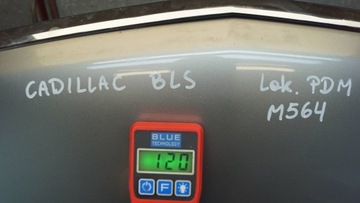 CADILLAC BLS
Lak. PDM
M564
BLUE
TECHNOLOGY
120
F